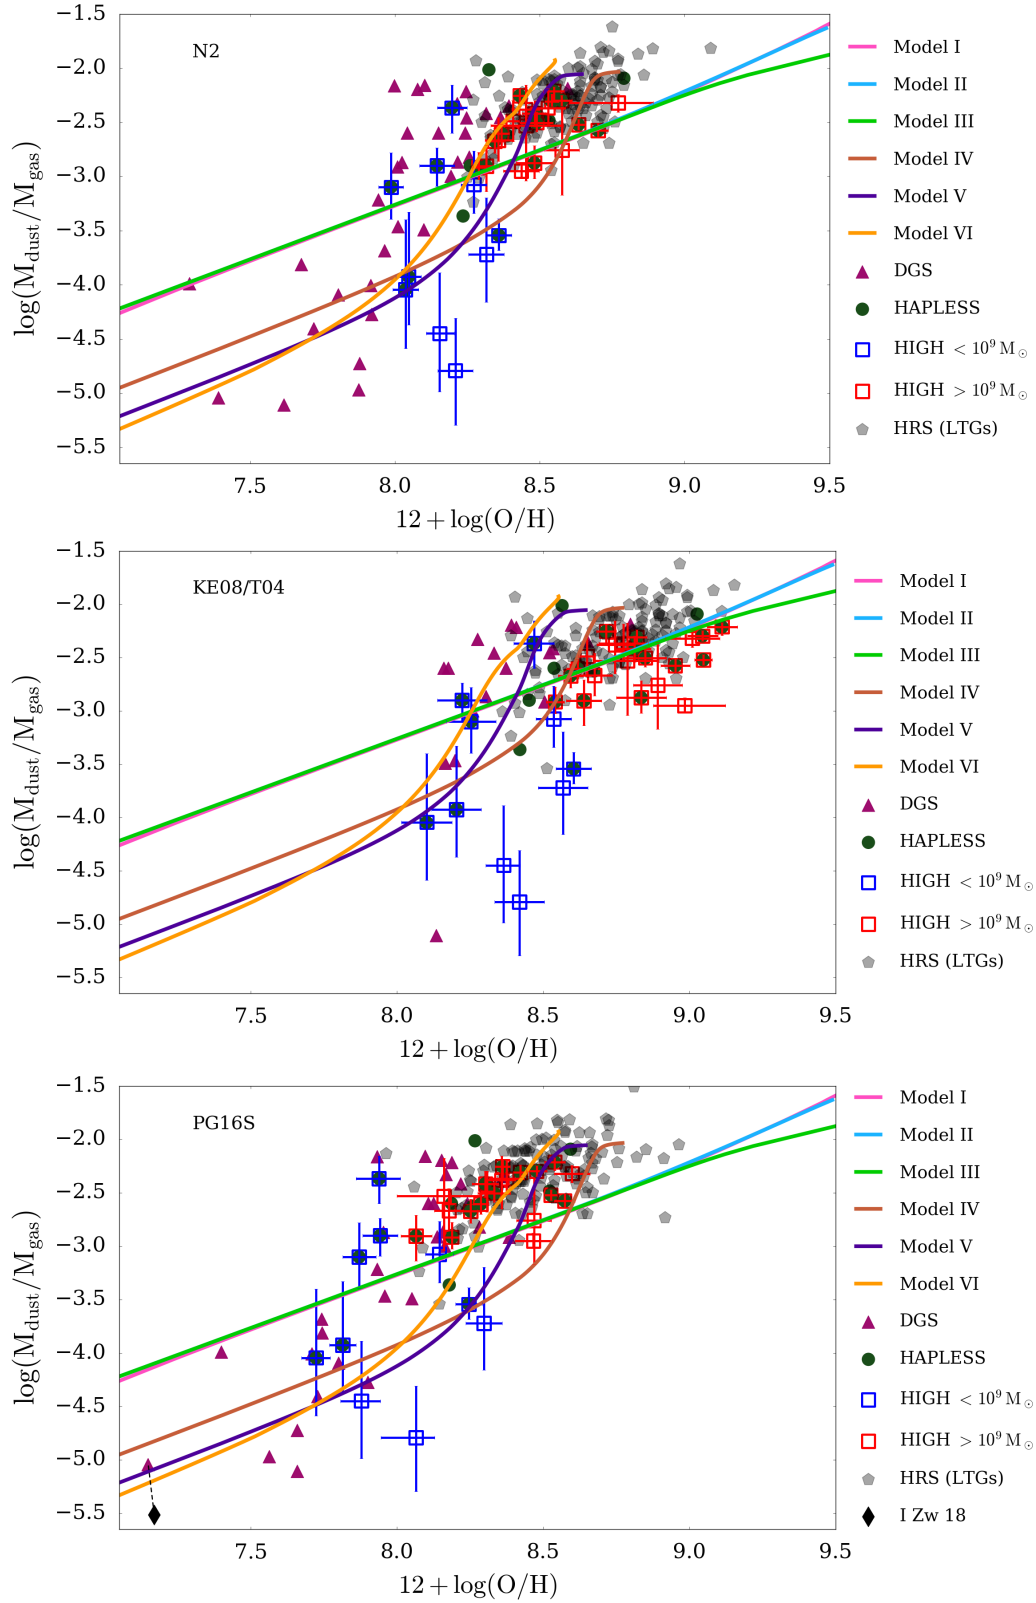 N2
−1.5
−2.0
−2.5
−3.0
−3.5
−4.0
−4.5
−5.0
−5.5
log(M_dust/M_gas)
7.5 8.0 8.5 9.0 9.5
12 + log(O/H)
Model I
Model II
Model III
Model IV
Model V
Model VI
DGS
HAPLESS
HIGH < 10⁹ M☉
HIGH > 10⁹ M☉
HRS (LTGs)
KE08/T04
−1.5
−2.0
−2.5
−3.0
−3.5
−4.0
−4.5
−5.0
−5.5
log(M_dust/M_gas)
7.5 8.0 8.5 9.0 9.5
12 + log(O/H)
Model I
Model II
Model III
Model IV
Model V
Model VI
DGS
HAPLESS
HIGH < 10⁹ M☉
HIGH > 10⁹ M☉
HRS (LTGs)
PG16S
−1.5
−2.0
−2.5
−3.0
−3.5
−4.0
−4.5
−5.0
−5.5
log(M_dust/M_gas)
7.5 8.0 8.5 9.0 9.5
12 + log(O/H)
Model I
Model II
Model III
Model IV
Model V
Model VI
DGS
HAPLESS
HIGH < 10⁹ M☉
HIGH > 10⁹ M☉
HRS (LTGs)
I Zw 18